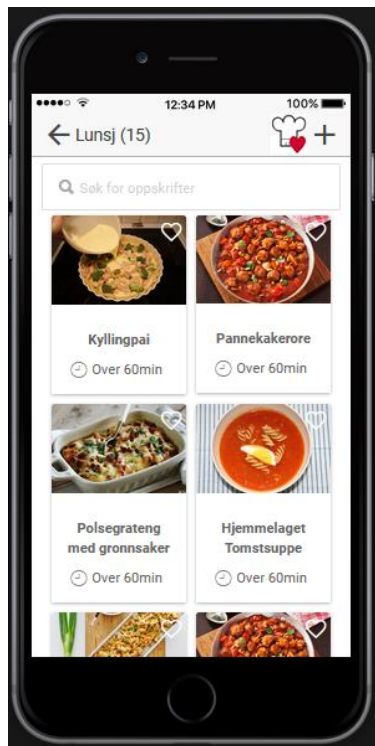 12:34 PM
100%
Lunsj (15)
Søk for oppskrifter
Kyllingpai
Over 60min
Pannekakerore
Over 60min
Polsegrateng
med gronnsaker
Over 60min
Hjemmelaget
Tomstsuppe
Over 60min